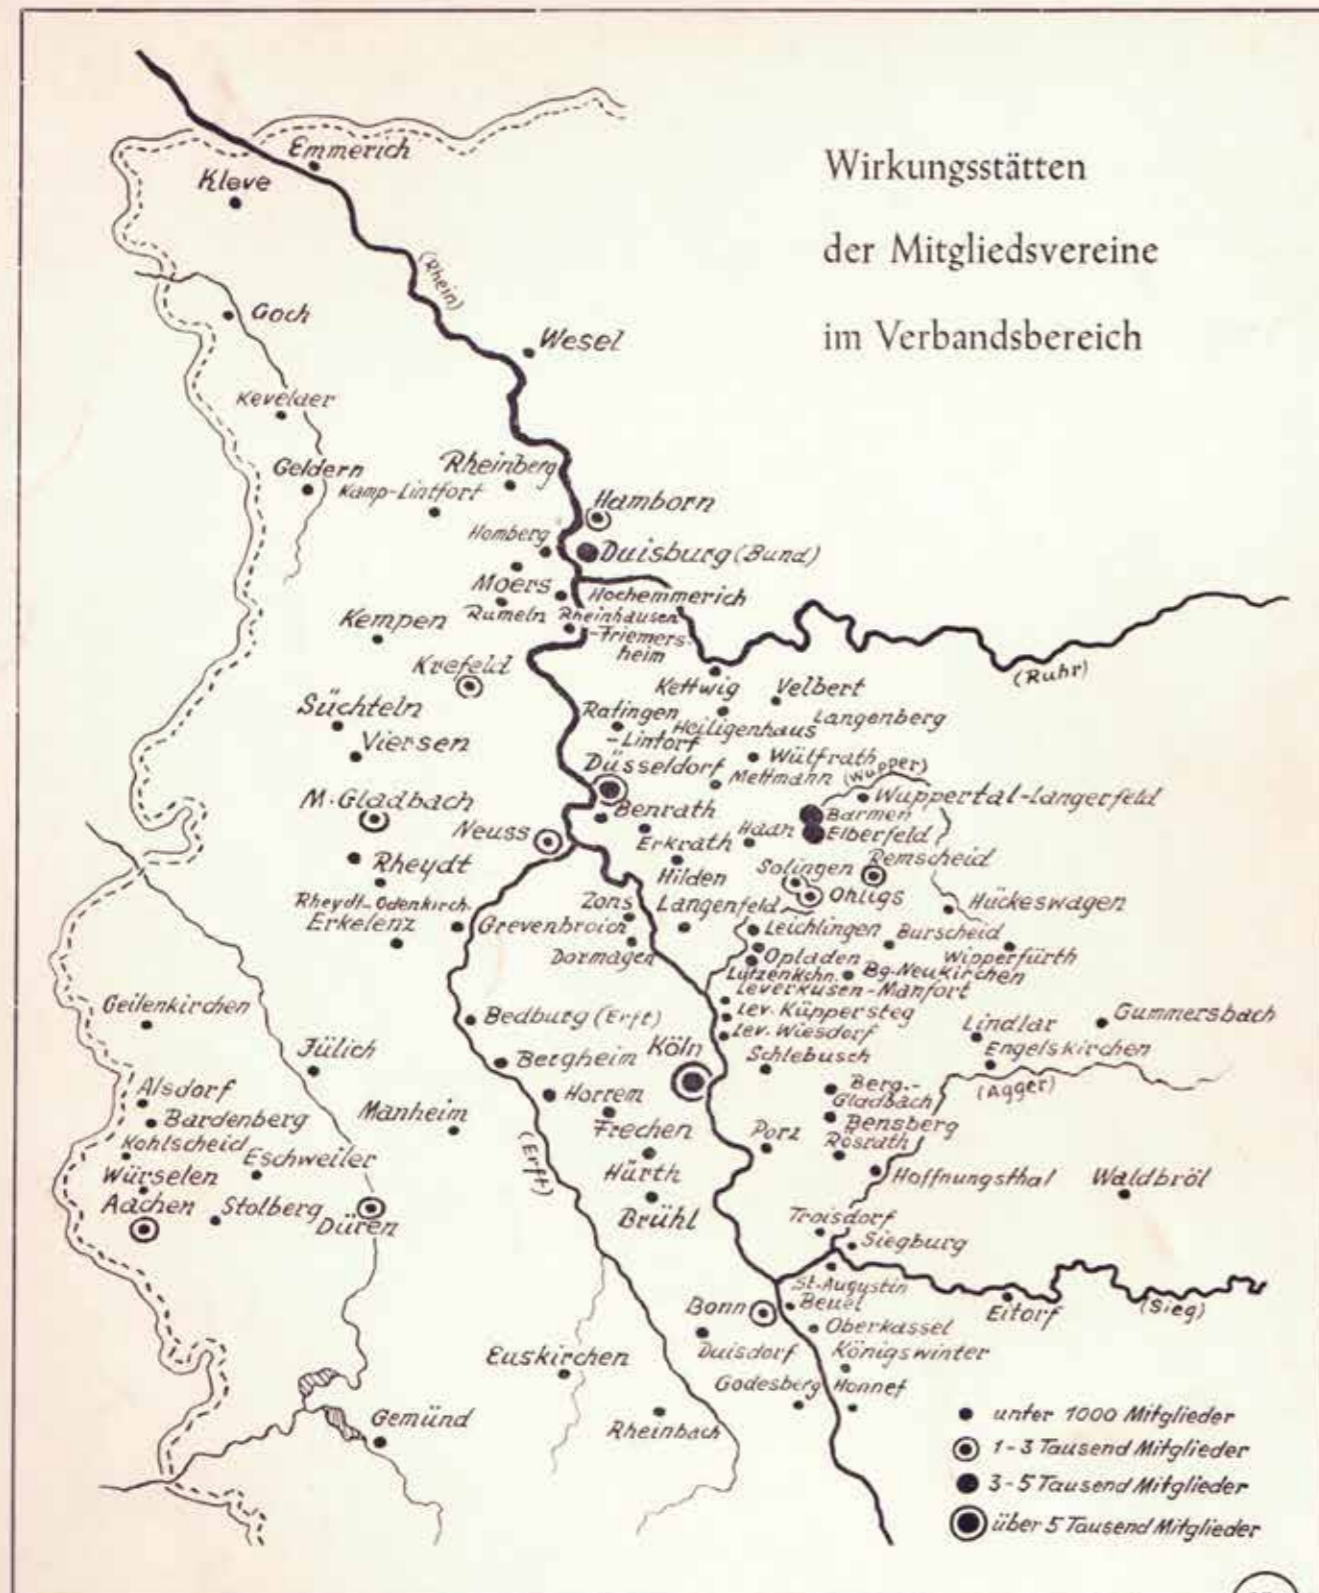 Wirkungsstätten
der Mitgliedsvereine
im Verbandsbereich
Emmerich
Kleve
(Rhein)
Goch
Wesel
Kevelaer
Geldern
Rheinberg
Kamp-Lintfort
Hamborn
Homberg
Duisburg (Bund)
Moers
Hochemmerich
Rumeln
Rheinhausen
-Friemers-
heim
Kempen
Krefeld
(Ruhr)
Kettwig
Velbert
Süchteln
Ratingen
-Lintorf
Heiligenhaus
Langenberg
Viersen
Wülfrath
Düsseldorf
Mettmann
(Wupper)
M-Gladbach
Benrath
Wuppertal-Langerfeld
Barmen
Elberfeld
Neuss
Erkrath
Haan
Rheydt
Hilden
Solingen
Remscheid
Ohligs
Rheydt-Odenkirch.
Erkelenz
Grevenbroich
Zons
Langenfeld
Hückeswagen
Leichlingen
Burscheid
Wipperfürth
Dormagen
Opladen
Lützenkchn.
Bg-Neukirchen
Leverkusen-Manfort
Geilenkirchen
Bedburg (Erft)
Lev. Küppersteg
Lev. Wiesdorf
Lindlar
Gummersbach
Jülich
Bergheim
Köln
Schlebusch
Engelskirchen
(Agger)
Alsdorf
Bardenberg
Manheim
Horrem
Berg.-
Gladbach
Frechen
Bensberg
Kohlscheid
Eschweiler
(Erft)
Porz
Rösrath
Würselen
Hürth
Hoffnungsthal
Waldbröl
Aachen
Stolberg
Düren
Brühl
Troisdorf
Siegburg
St.-Augustin
Bonn
Beuel
Eitorf
(Sieg)
Oberkassel
Euskirchen
Duisdorf
Königswinter
Godesberg
Honnef
Gemünd
Rheinbach
unter 1000 Mitglieder
1-3 Tausend Mitglieder
3-5 Tausend Mitglieder
über 5 Tausend Mitglieder